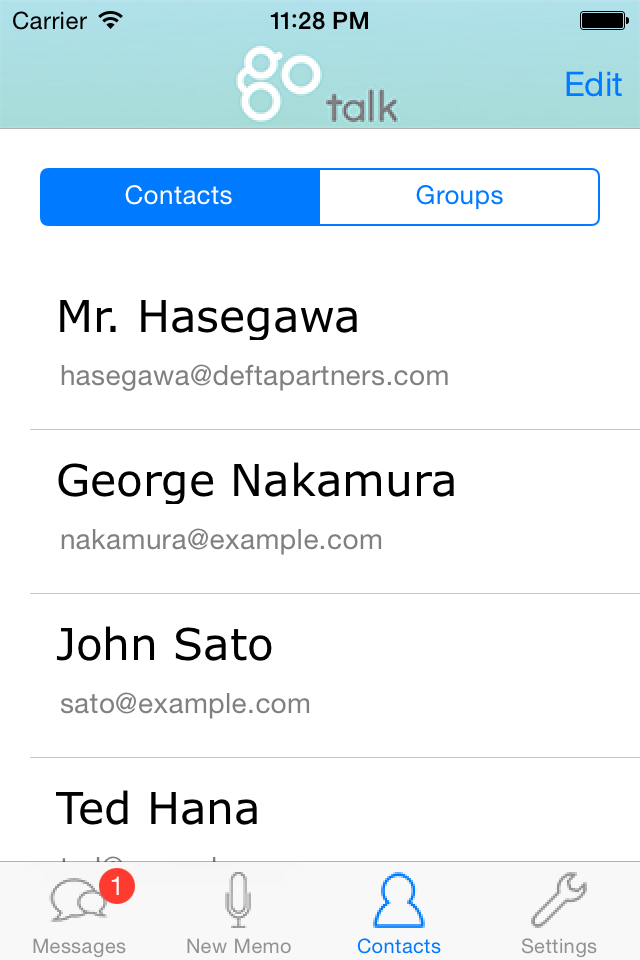 Carrier 11:28 PM
go talk
Edit
Contacts Groups
Mr. Hasegawa
hasegawa@deftapartners.com
George Nakamura
nakamura@example.com
John Sato
sato@example.com
Ted Hana
1
Messages New Memo Contacts Settings